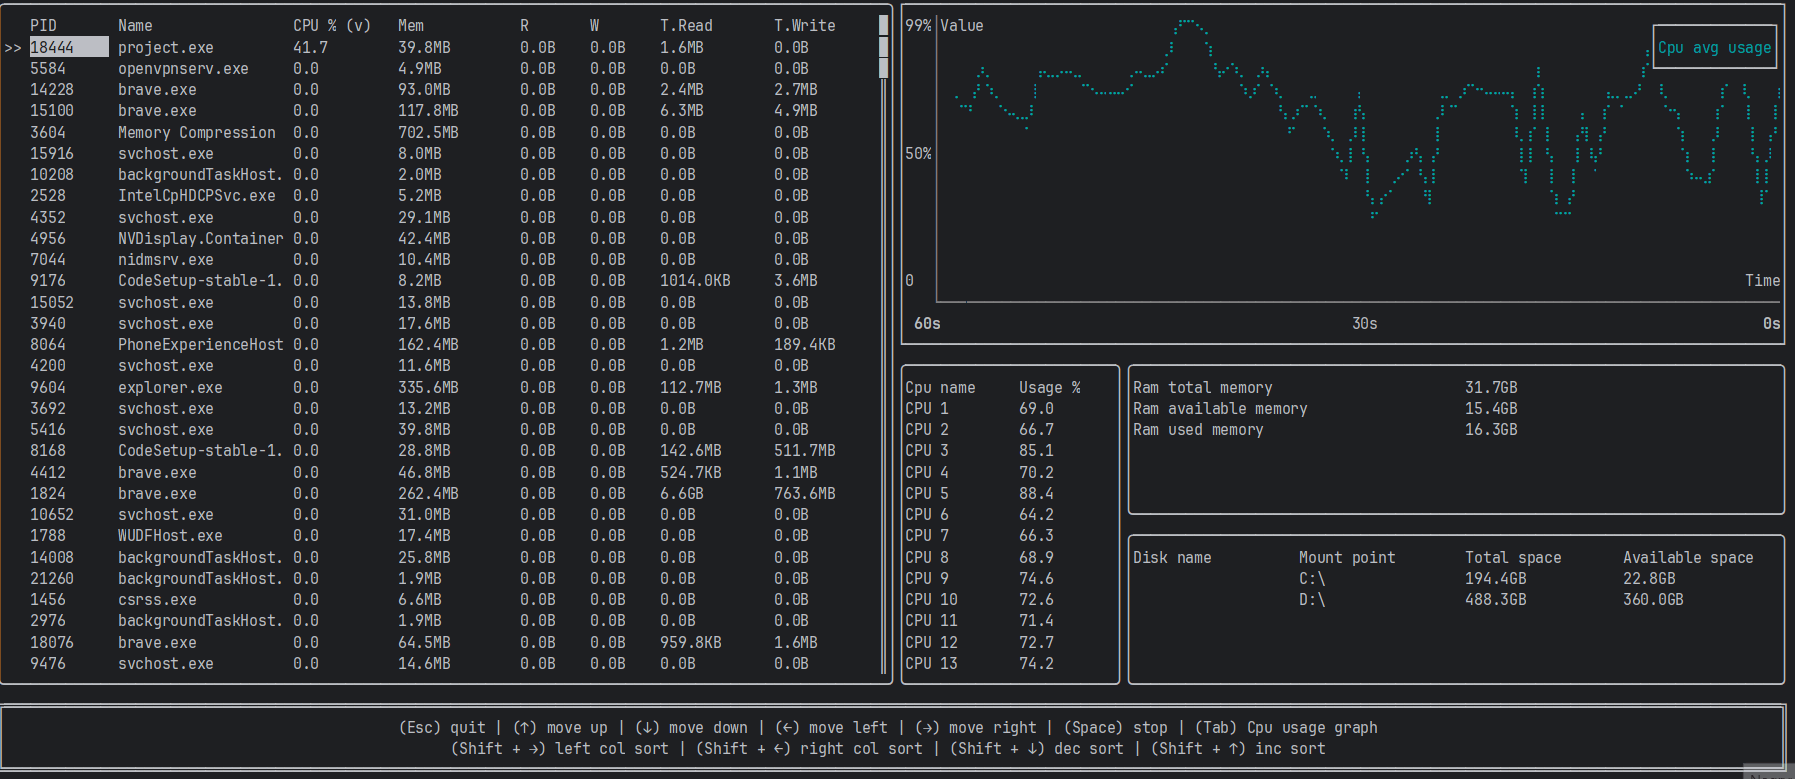 PID Name CPU % (v) Mem R W T.Read T.Write
>> 18444 project.exe 41.7 39.8MB 0.0B 0.0B 1.6MB 0.0B
5584 openvpnserv.exe 0.0 4.9MB 0.0B 0.0B 0.0B 0.0B
14228 brave.exe 0.0 93.0MB 0.0B 0.0B 2.4MB 2.7MB
15100 brave.exe 0.0 117.8MB 0.0B 0.0B 6.3MB 4.9MB
3604 Memory Compression 0.0 702.5MB 0.0B 0.0B 0.0B 0.0B
15916 svchost.exe 0.0 8.0MB 0.0B 0.0B 0.0B 0.0B
10208 backgroundTaskHost. 0.0 2.0MB 0.0B 0.0B 0.0B 0.0B
2528 IntelCpHDCPSvc.exe 0.0 5.2MB 0.0B 0.0B 0.0B 0.0B
4352 svchost.exe 0.0 29.1MB 0.0B 0.0B 0.0B 0.0B
4956 NVDisplay.Container 0.0 42.4MB 0.0B 0.0B 0.0B 0.0B
7044 nidmsrv.exe 0.0 10.4MB 0.0B 0.0B 0.0B 0.0B
9176 CodeSetup-stable-1. 0.0 8.2MB 0.0B 0.0B 1014.0KB 3.6MB
15052 svchost.exe 0.0 13.8MB 0.0B 0.0B 0.0B 0.0B
3940 svchost.exe 0.0 17.6MB 0.0B 0.0B 0.0B 0.0B
8064 PhoneExperienceHost 0.0 162.4MB 0.0B 0.0B 1.2MB 189.4KB
4200 svchost.exe 0.0 11.6MB 0.0B 0.0B 0.0B 0.0B
9604 explorer.exe 0.0 335.6MB 0.0B 0.0B 112.7MB 1.3MB
3692 svchost.exe 0.0 13.2MB 0.0B 0.0B 0.0B 0.0B
5416 svchost.exe 0.0 39.8MB 0.0B 0.0B 0.0B 0.0B
8168 CodeSetup-stable-1. 0.0 28.8MB 0.0B 0.0B 142.6MB 511.7MB
4412 brave.exe 0.0 46.8MB 0.0B 0.0B 524.7KB 1.1MB
1824 brave.exe 0.0 262.4MB 0.0B 0.0B 6.6GB 763.6MB
10652 svchost.exe 0.0 31.0MB 0.0B 0.0B 0.0B 0.0B
1788 WUDFHost.exe 0.0 17.4MB 0.0B 0.0B 0.0B 0.0B
14008 backgroundTaskHost. 0.0 25.8MB 0.0B 0.0B 0.0B 0.0B
21260 backgroundTaskHost. 0.0 1.9MB 0.0B 0.0B 0.0B 0.0B
1456 csrss.exe 0.0 6.6MB 0.0B 0.0B 0.0B 0.0B
2976 backgroundTaskHost. 0.0 1.9MB 0.0B 0.0B 0.0B 0.0B
18076 brave.exe 0.0 64.5MB 0.0B 0.0B 959.8KB 1.6MB
9476 svchost.exe 0.0 14.6MB 0.0B 0.0B 0.0B 0.0B
99% Value
Cpu avg usage
50%
0 Time
60s 30s 0s
Cpu name Usage %
CPU 1 69.0
CPU 2 66.7
CPU 3 85.1
CPU 4 70.2
CPU 5 88.4
CPU 6 64.2
CPU 7 66.3
CPU 8 68.9
CPU 9 74.6
CPU 10 72.6
CPU 11 71.4
CPU 12 72.7
CPU 13 74.2
Ram total memory 31.7GB
Ram available memory 15.4GB
Ram used memory 16.3GB
Disk name Mount point Total space Available space
C:\ 194.4GB 22.8GB
D:\ 488.3GB 360.0GB
(Esc) quit | (↑) move up | (↓) move down | (←) move left | (→) move right | (Space) stop | (Tab) Cpu usage graph
(Shift + →) left col sort | (Shift + ←) right col sort | (Shift + ↓) dec sort | (Shift + ↑) inc sort